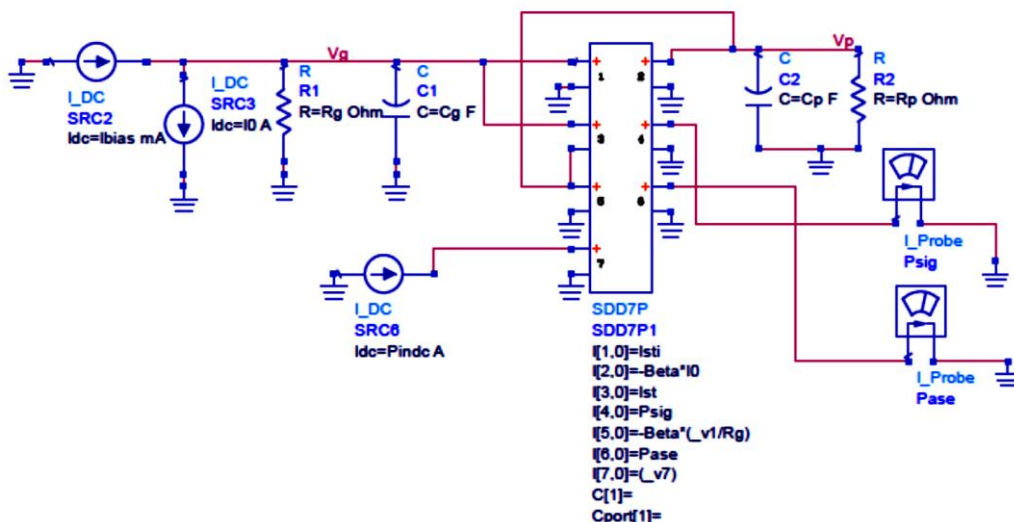 Vg
Vp
I_DC
SRC2
Idc=Ibias mA
I_DC
SRC3
Idc=I0 A
R
R1
R=Rg Ohm
C
C1
C=Cg F
1
2
3
4
5
6
7
C
C2
C=Cp F
R
R2
R=Rp Ohm
I_Probe
Psig
I_DC
SRC6
Idc=Pindc A
I_Probe
Pase
SDD7P
SDD7P1
I[1,0]=Isti
I[2,0]=-Beta*I0
I[3,0]=Ist
I[4,0]=Psig
I[5,0]=-Beta*(_v1/Rg)
I[6,0]=Pase
I[7,0]=(_v7)
C[1]=
Cport[1]=